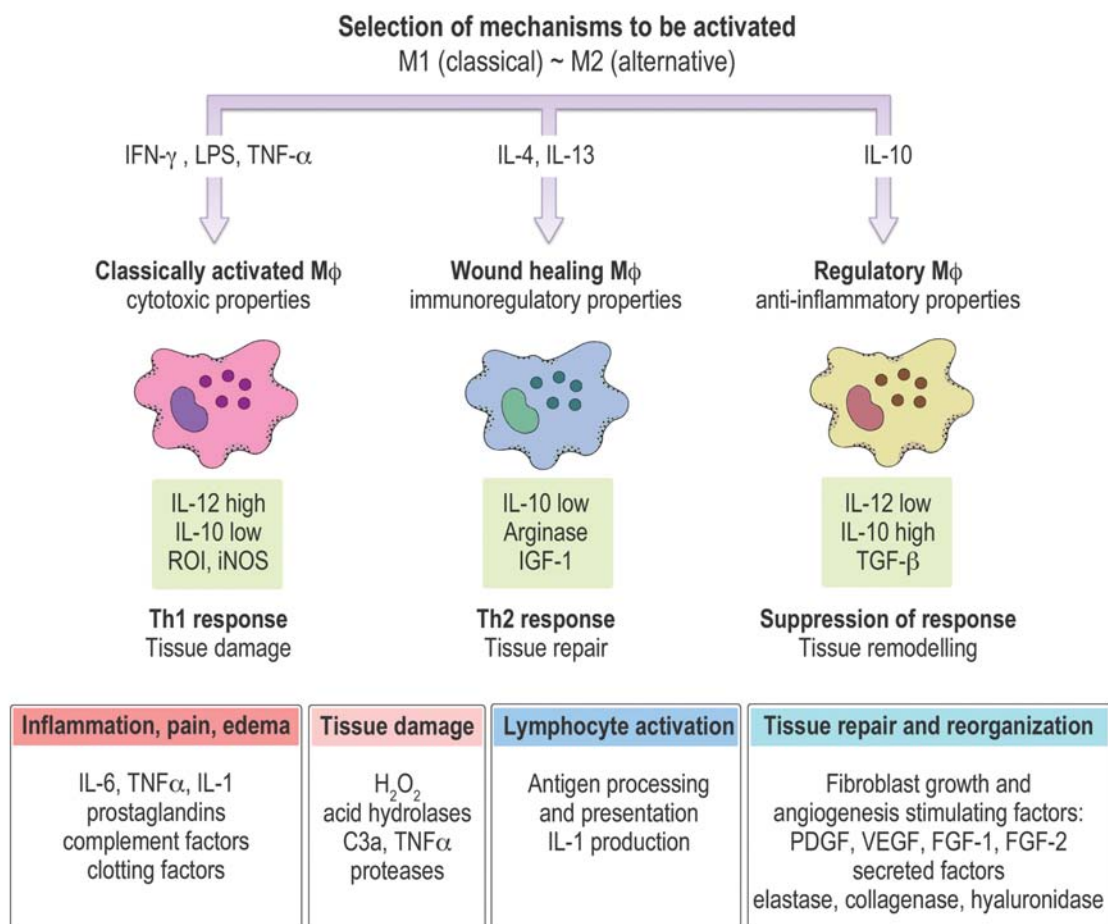 Selection of mechanisms to be activated
M1 (classical) ~ M2 (alternative)
IFN-γ , LPS, TNF-α
IL-4, IL-13
IL-10
Classically activated Mϕ
cytotoxic properties
Wound healing Mϕ
immunoregulatory properties
Regulatory Mϕ
anti-inflammatory properties
IL-12 high
IL-10 low
ROI, iNOS
IL-10 low
Arginase
IGF-1
IL-12 low
IL-10 high
TGF-β
Th1 response
Tissue damage
Th2 response
Tissue repair
Suppression of response
Tissue remodelling
Inflammation, pain, edema
IL-6, TNFα, IL-1
prostaglandins
complement factors
clotting factors
Tissue damage
H₂O₂
acid hydrolases
C3a, TNFα
proteases
Lymphocyte activation
Antigen processing
and presentation
IL-1 production
Tissue repair and reorganization
Fibroblast growth and
angiogenesis stimulating factors:
PDGF, VEGF, FGF-1, FGF-2
secreted factors
elastase, collagenase, hyaluronidase